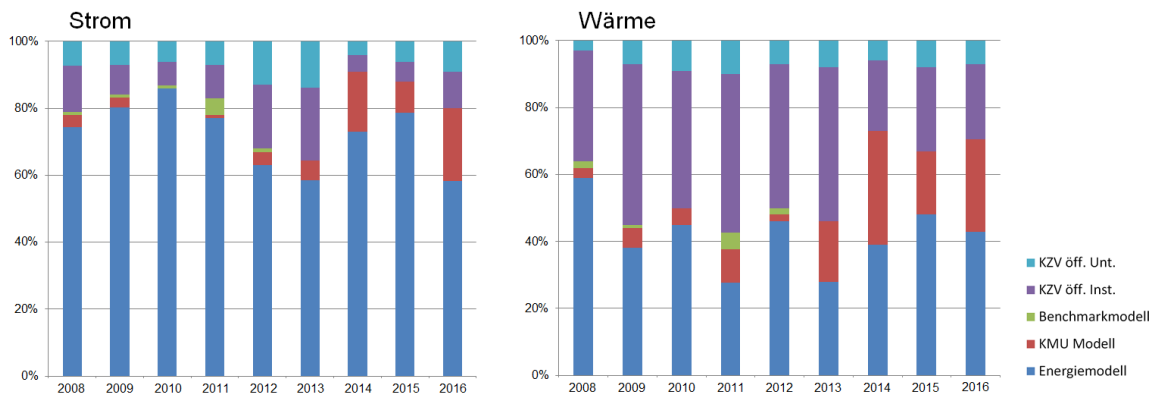 Strom
100%
80%
60%
40%
20%
0%
2008 2009 2010 2011 2012 2013 2014 2015 2016
Wärme
100%
80%
60%
40%
20%
0%
2008 2009 2010 2011 2012 2013 2014 2015 2016
KZV öff. Unt.
KZV öff. Inst.
Benchmarkmodell
KMU Modell
Energiemodell